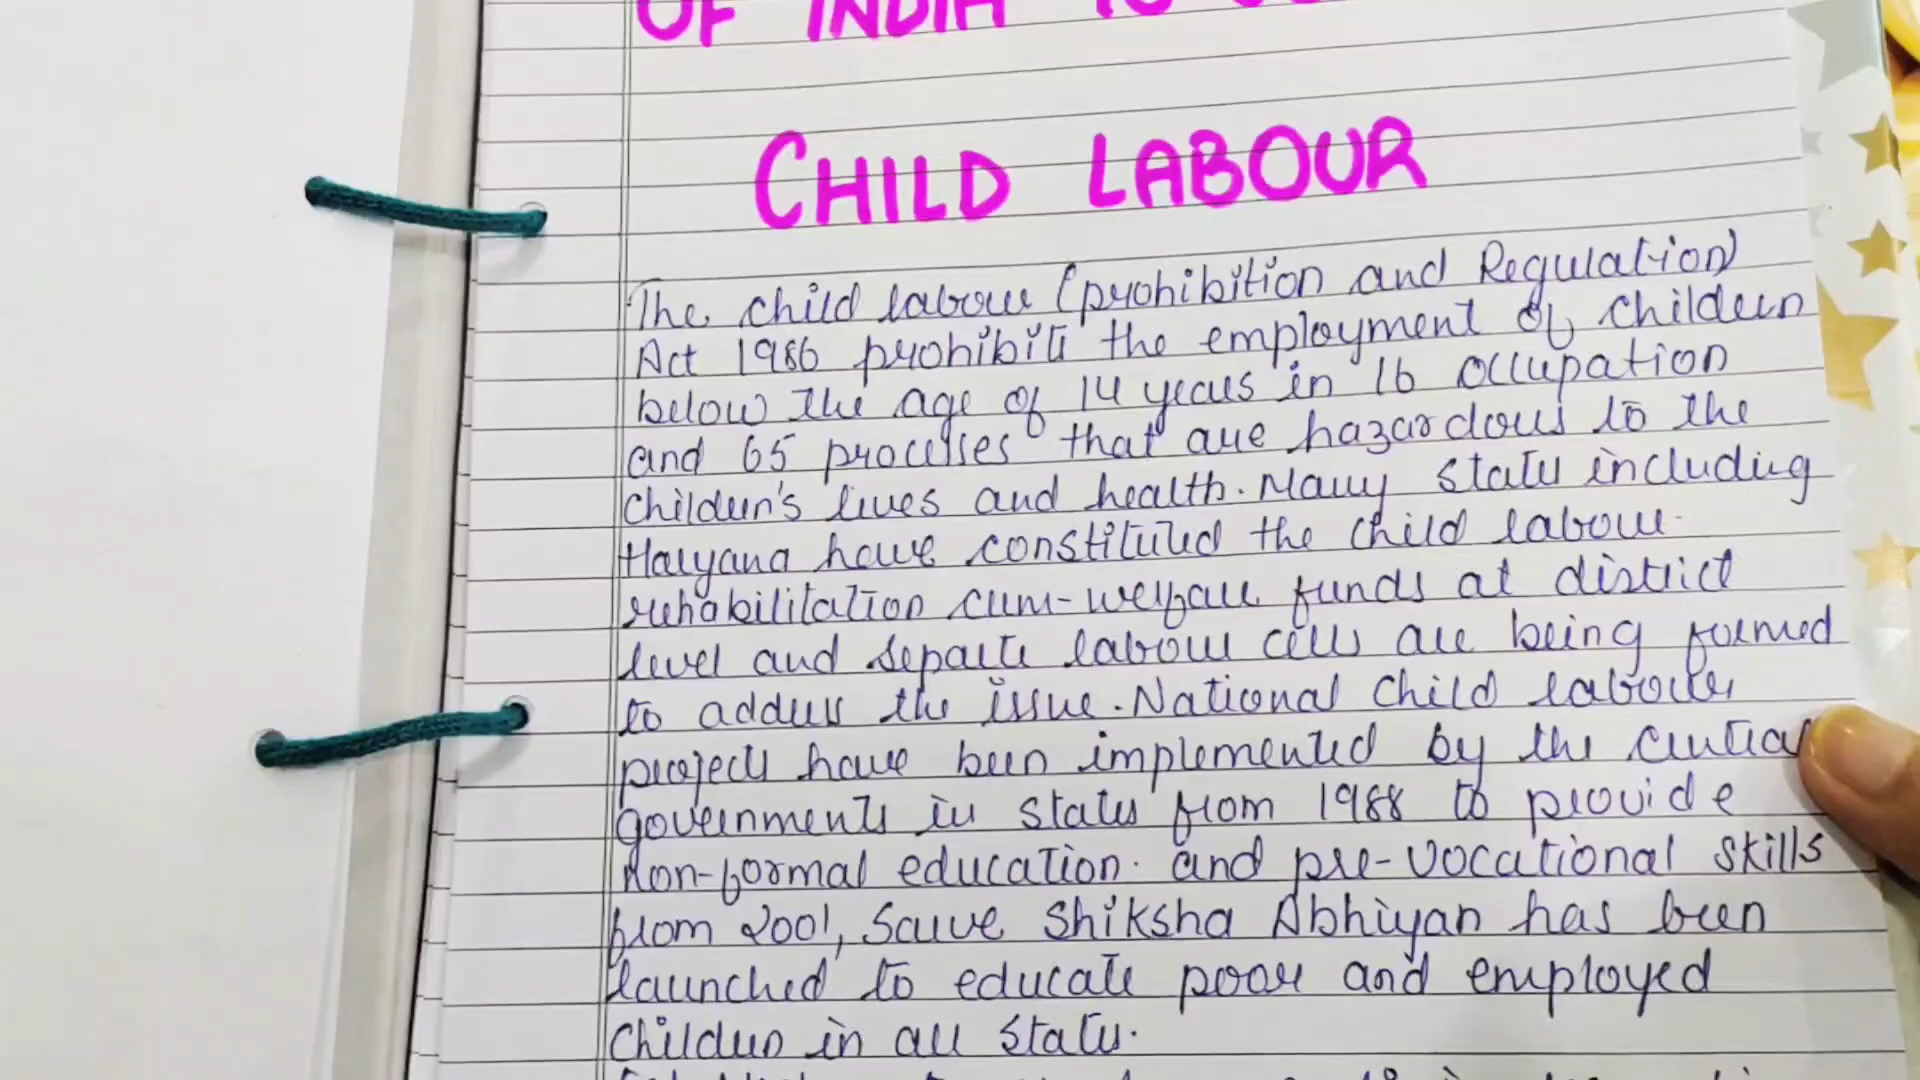 OF INDIA TO
CHILD LABOUR
The child labour (prohibition and Regulation)
Act 1986 prohibits the employment of children
below the age of 14 years in 16 occupation
and 65 processes that are hazardous to the
children's lives and health. Many state including
Haryana have constituted the child labour
rehabilitation cum-welfare funds at district
level and separte labour cells are being formed
to address the issue. National child labour
projects have been implemented by the central
governments in states from 1988 to provide
non-formal education. and pre-vocational skills
from 2001, Sarve Shiksha Abhiyan has been
launched to educate poor and employed
children in all states.